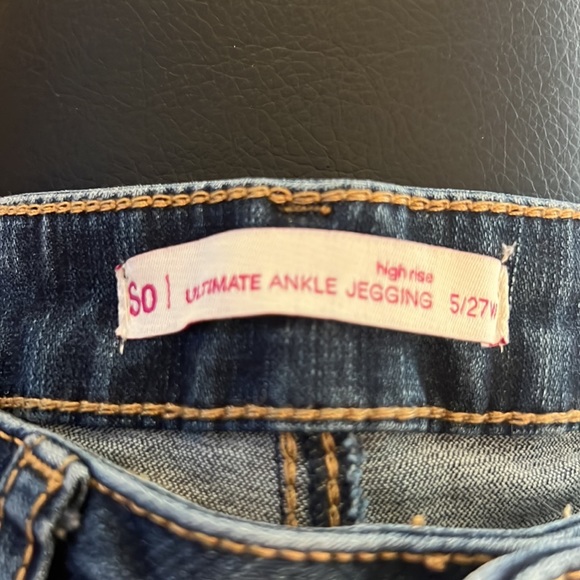 high rise
SO | ULTIMATE ANKLE JEGGING 5/27W